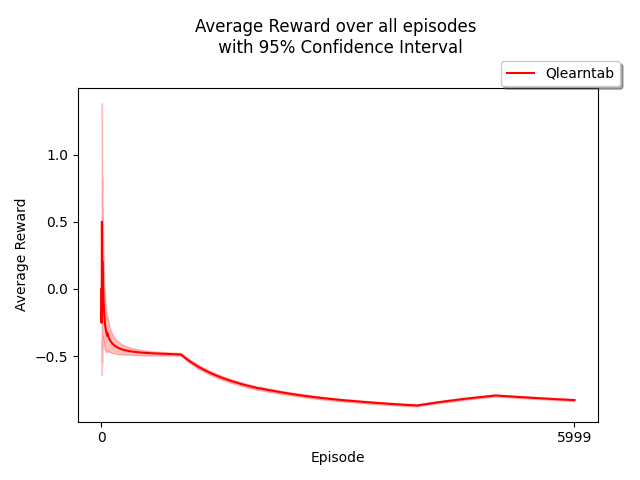 Average Reward over all episodes
with 95% Confidence Interval
Qlearntab
1.0
0.5
0.0
−0.5
Average Reward
0
5999
Episode